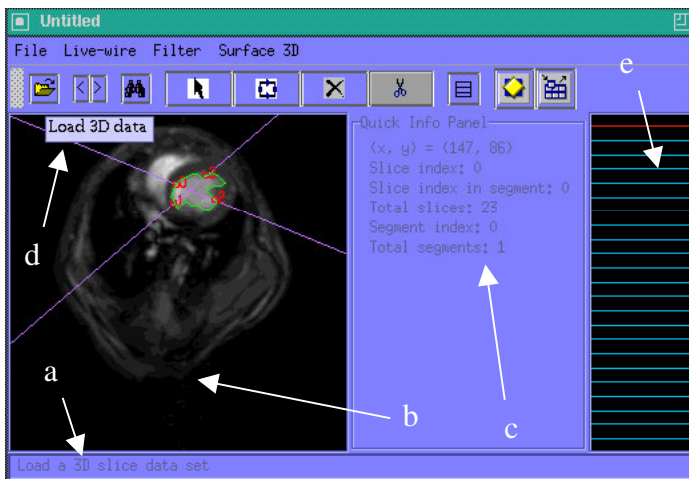 Untitled
File Live-wire Filter Surface 3D
e
Load 3D data
Quick Info Panel
(x, y) = (147, 86)
Slice index: 0
Slice index in segment: 0
Total slices: 23
Segment index: 0
Total segments: 1
d
a
b
c
Load a 3D slice data set